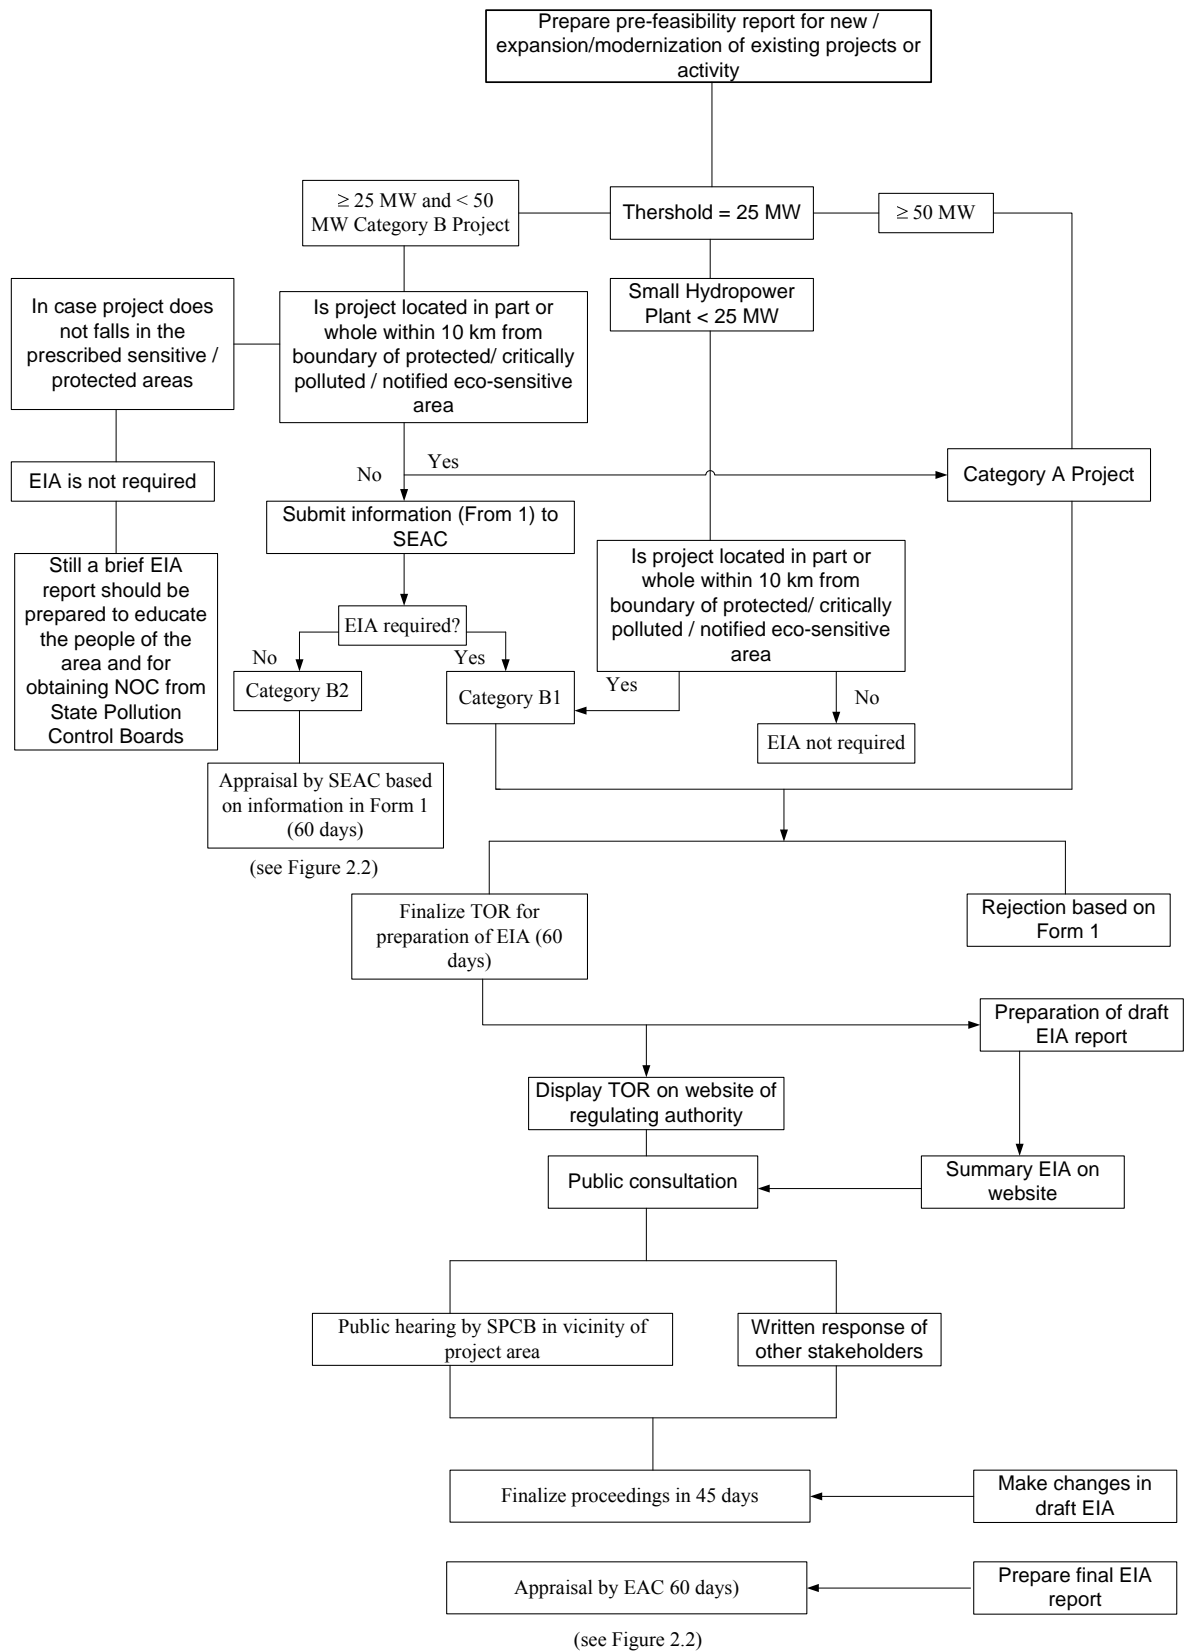 Prepare pre-feasibility report for new /
expansion/modernization of existing projects or
activity
≥ 25 MW and < 50
MW Category B Project
Thershold = 25 MW
≥ 50 MW
In case project does
not falls in the
prescribed sensitive /
protected areas
Is project located in part or
whole within 10 km from
boundary of protected/ critically
polluted / notified eco-sensitive
area
Small Hydropower
Plant < 25 MW
EIA is not required
No
Yes
Category A Project
Submit information (From 1) to
SEAC
Still a brief EIA
report should be
prepared to educate
the people of the
area and for
obtaining NOC from
State Pollution
Control Boards
Is project located in part or
whole within 10 km from
boundary of protected/ critically
polluted / notified eco-sensitive
area
EIA required?
No
Yes
Category B2
Category B1
Yes
No
EIA not required
Appraisal by SEAC based
on information in Form 1
(60 days)
(see Figure 2.2)
Finalize TOR for
preparation of EIA (60
days)
Rejection based on
Form 1
Preparation of draft
EIA report
Display TOR on website of
regulating authority
Public consultation
Summary EIA on
website
Public hearing by SPCB in vicinity of
project area
Written response of
other stakeholders
Finalize proceedings in 45 days
Make changes in
draft EIA
Appraisal by EAC 60 days)
Prepare final EIA
report
(see Figure 2.2)